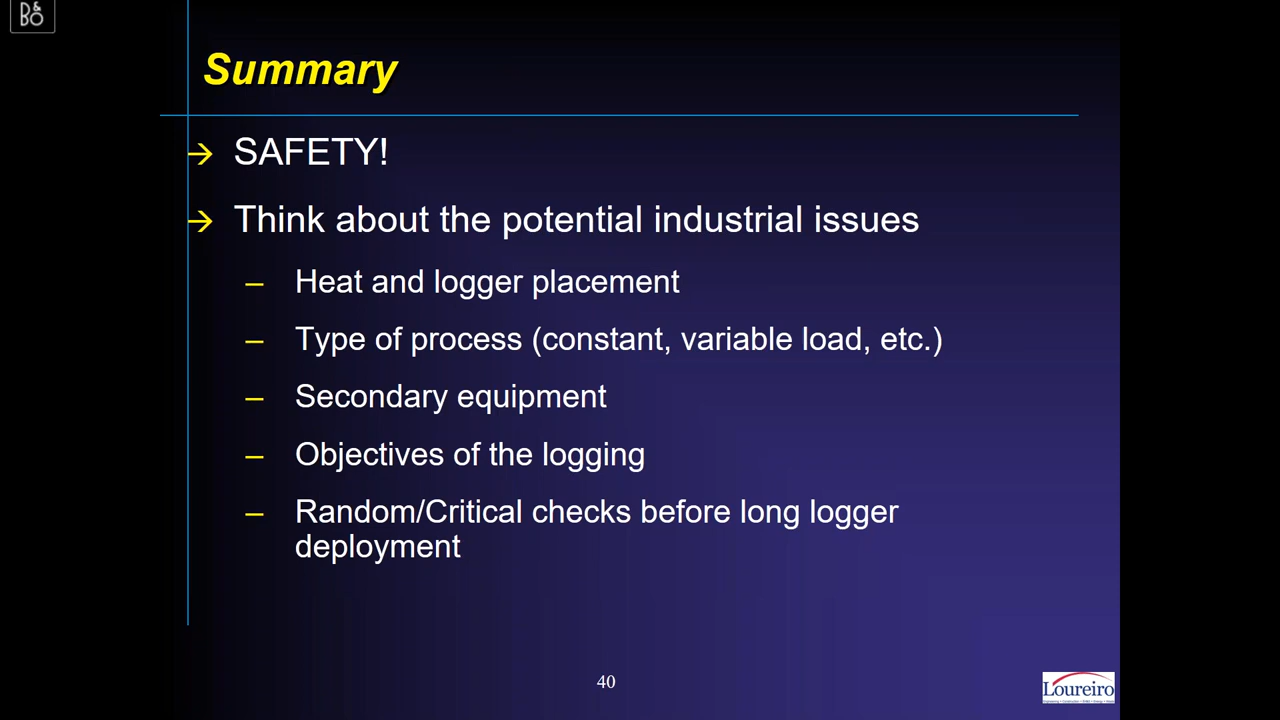 B&
BO
Summary
→ SAFETY!
→ Think about the potential industrial issues
– Heat and logger placement
– Type of process (constant, variable load, etc.)
– Secondary equipment
– Objectives of the logging
– Random/Critical checks before long logger
deployment
40
Loureiro